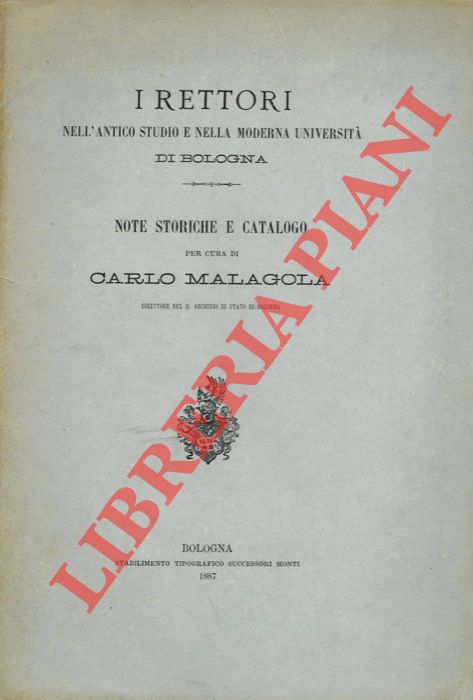 I RETTORI
NELL'ANTICO STUDIO E NELLA MODERNA UNIVERSITÀ
DI BOLOGNA
NOTE STORICHE E CATALOGO
PER CURA DI
CARLO MALAGOLA
DIRETTORE DEL R. ARCHIVIO DI STATO DI BOLOGNA
LIBRERIA PIANI
BOLOGNA
STABILIMENTO TIPOGRAFICO SUCCESSORI MONTI
1887